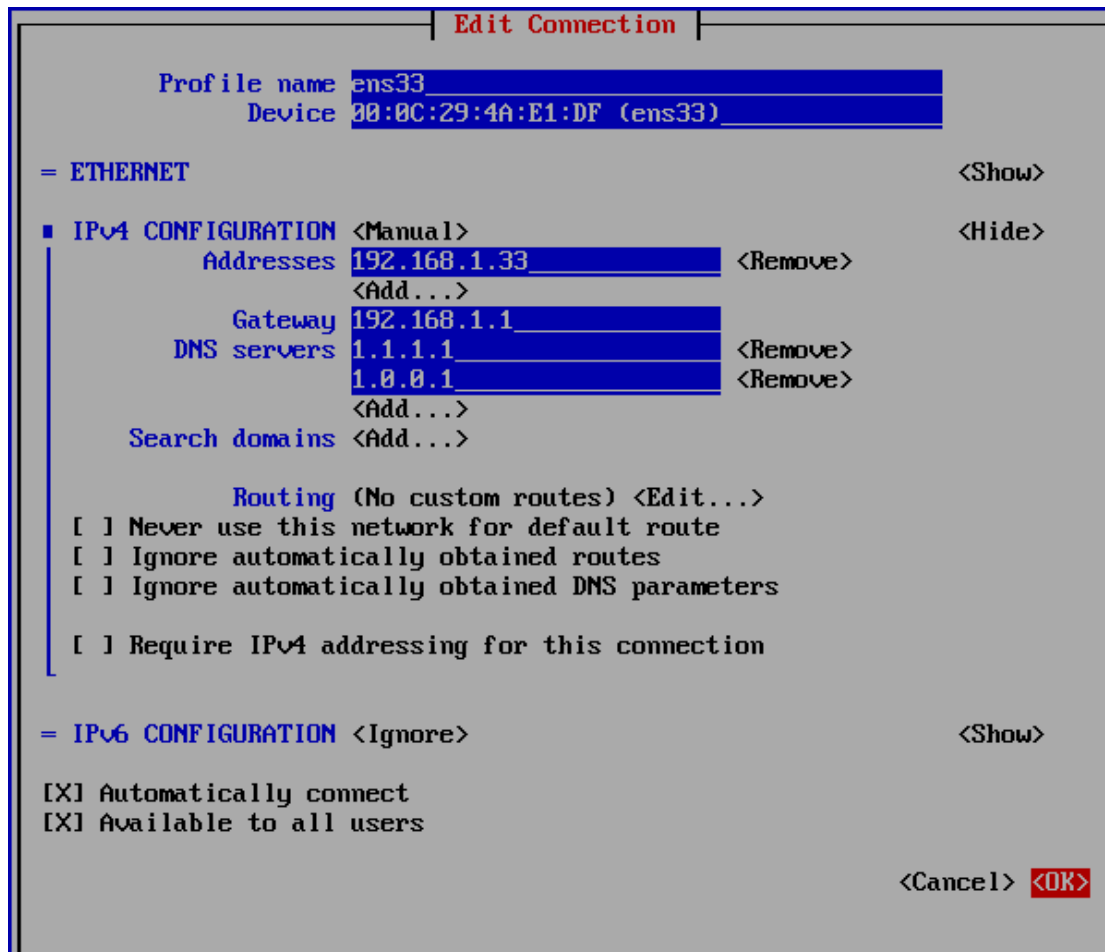 Edit Connection
Profile name ens33
Device 00:0C:29:4A:E1:DF (ens33)
= ETHERNET <Show>
IPv4 CONFIGURATION <Manual> <Hide>
Addresses 192.168.1.33 <Remove>
<Add...>
Gateway 192.168.1.1
DNS servers 1.1.1.1 <Remove>
1.0.0.1 <Remove>
<Add...>
Search domains <Add...>
Routing (No custom routes) <Edit...>
[ ] Never use this network for default route
[ ] Ignore automatically obtained routes
[ ] Ignore automatically obtained DNS parameters
[ ] Require IPv4 addressing for this connection
= IPv6 CONFIGURATION <Ignore> <Show>
[X] Automatically connect
[X] Available to all users
<Cancel> <OK>